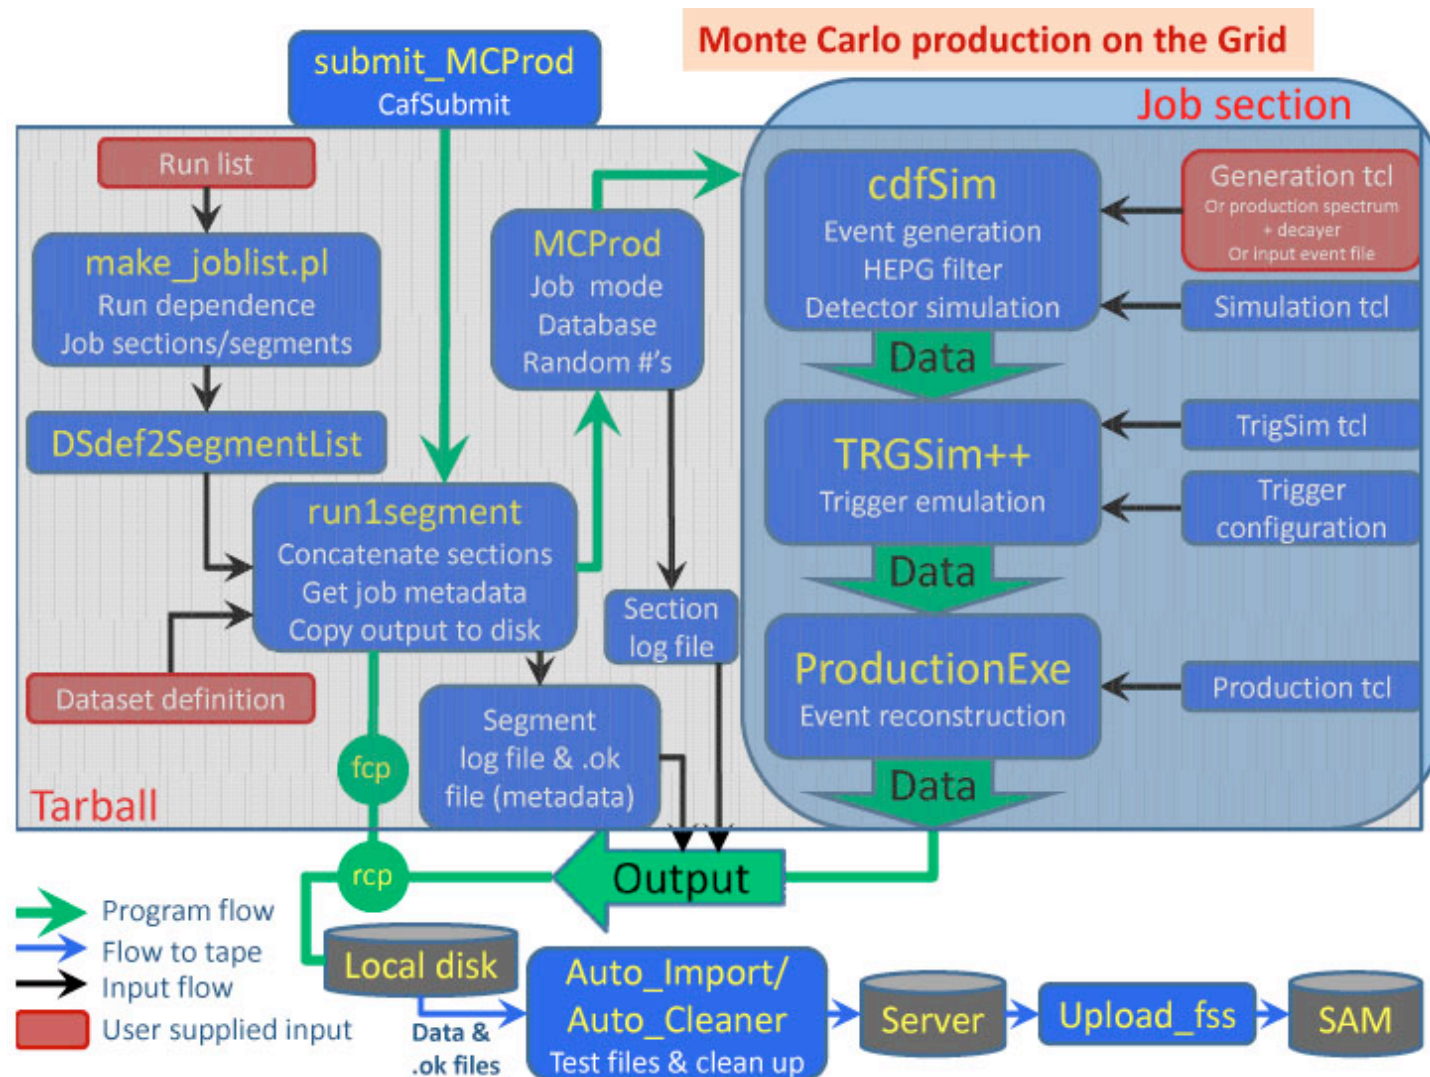 Monte Carlo production on the Grid
submit_MCProd
CafSubmit
Job section
Run list
make_joblist.pl
Run dependence
Job sections/segments
DSdef2SegmentList
run1segment
Concatenate sections
Get job metadata
Copy output to disk
Dataset definition
MCProd
Job mode
Database
Random #'s
Section
log file
Segment
log file & .ok
file (metadata)
fcp
rcp
Tarball
cdfSim
Event generation
HEPG filter
Detector simulation
Generation tcl
Or production spectrum
+ decayer
Or input event file
Simulation tcl
Data
TRGSim++
Trigger emulation
TrigSim tcl
Trigger
configuration
Data
ProductionExe
Event reconstruction
Production tcl
Data
Output
Program flow
Flow to tape
Input flow
User supplied input
Local disk
Data &
.ok files
Auto_Import/
Auto_Cleaner
Test files & clean up
Server
Upload_fss
SAM